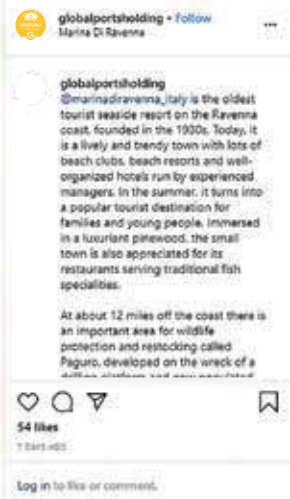 globalportsholding • Follow
Marina Di Ravenna
globalportsholding
@marinadiravenna_italy is the oldest
tourist seaside resort on the Ravenna
coast, founded in the 1930s. Today, it
is a lively and trendy town with lots of
beach clubs, beach resorts and well-
organized hotels run by experienced
managers. In the summer, it turns into
a popular tourist destination for
families and young people. Immersed
in a luxuriant pinewood, the small
town is also appreciated for its
restaurants serving traditional fish
specialities.
At about 12 miles off the coast there is
an important area for wildlife
protection and restocking called
Paguro, developed on the wreck of a
54 likes
Log in to like or comment.